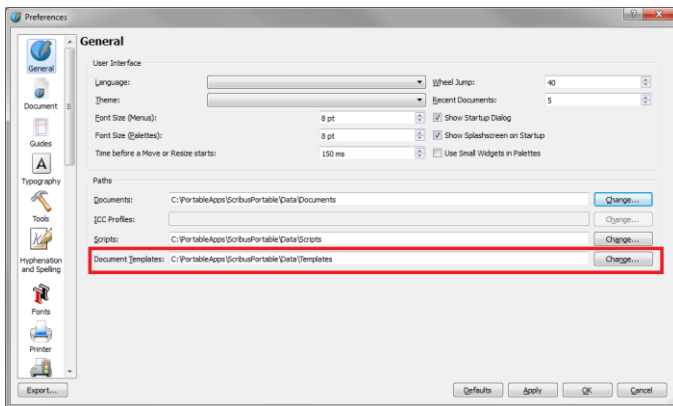 Preferences
General
General
User Interface
Language:
Wheel Jump: 40
Theme:
Recent Documents: 5
Font Size (Menus): 8 pt
Show Startup Dialog
Font Size (Palettes): 8 pt
Show Splashscreen on Startup
Time before a Move or Resize starts: 150 ms
Use Small Widgets in Palettes
Paths
Documents: C:\PortableApps\ScribusPortable\Data\Documents Change...
ICC Profiles: Change...
Scripts: C:\PortableApps\ScribusPortable\Data\Scripts Change...
Document Templates: C:\PortableApps\ScribusPortable\Data\Templates Change...
Document
Guides
A
Typography
Tools
Hyphenation
and Spelling
Fonts
Printer
Export...
Defaults Apply OK Cancel